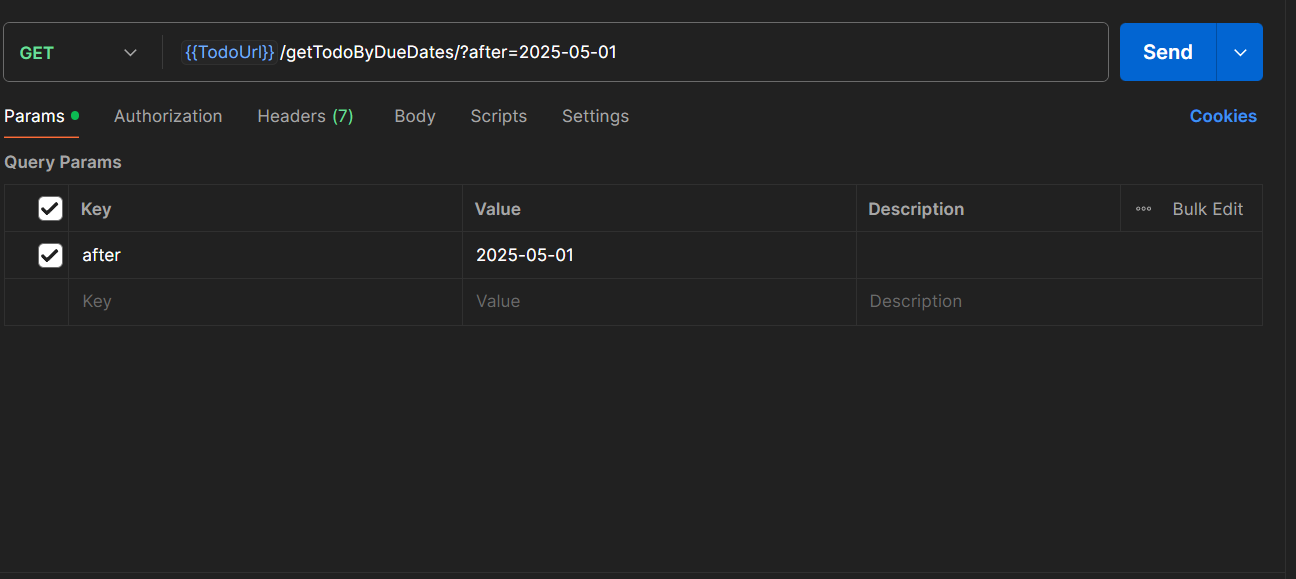 GET {{TodoUrl}} /getTodoByDueDates/?after=2025-05-01 Send
Params Authorization Headers (7) Body Scripts Settings Cookies
Query Params
Key Value Description Bulk Edit
after 2025-05-01
Key Value Description